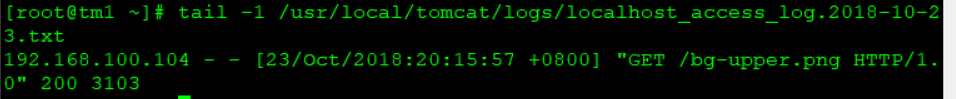 [root@tm1 ~]# tail -1 /usr/local/tomcat/logs/localhost_access_log.2018-10-2
3.txt
192.168.100.104 - - [23/Oct/2018:20:15:57 +0800] "GET /bg-upper.png HTTP/1.
0" 200 3103